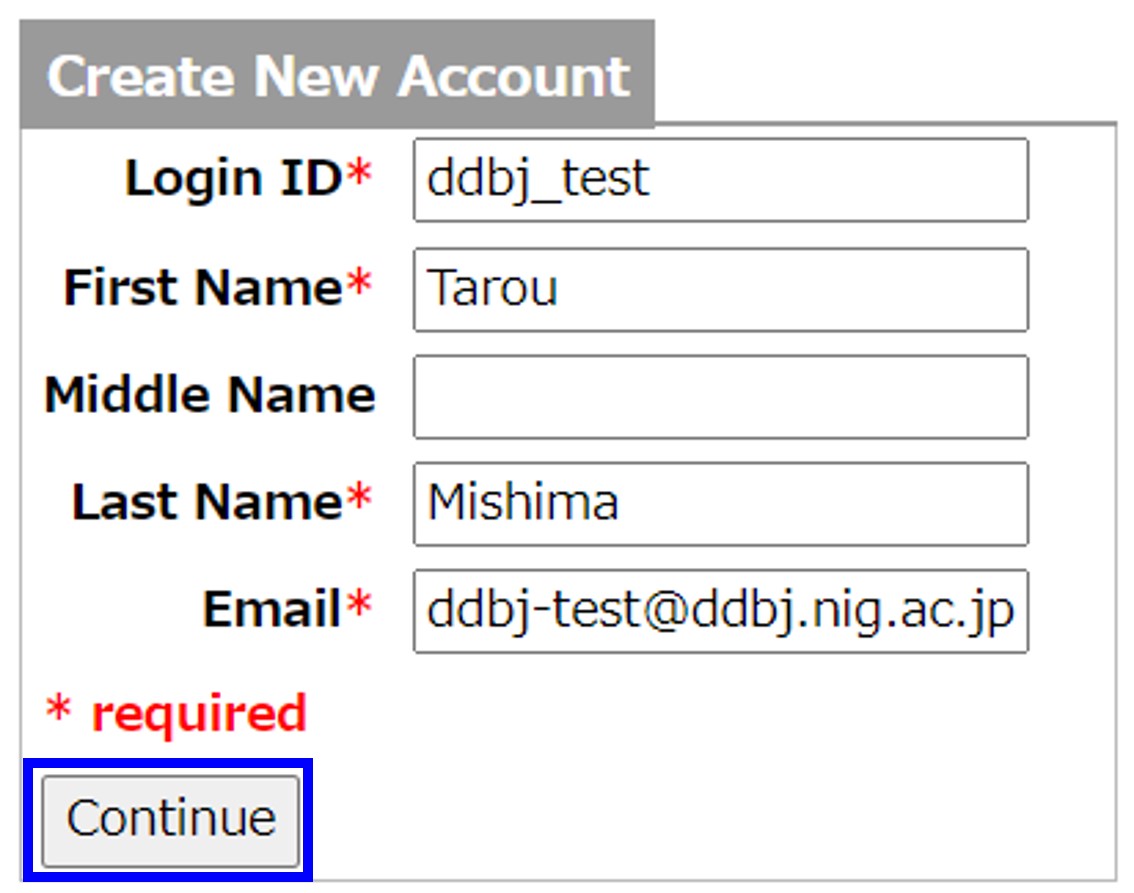 Create New Account
Login ID* ddbj_test
First Name* Tarou
Middle Name
Last Name* Mishima
Email* ddbj-test@ddbj.nig.ac.jp
* required
Continue